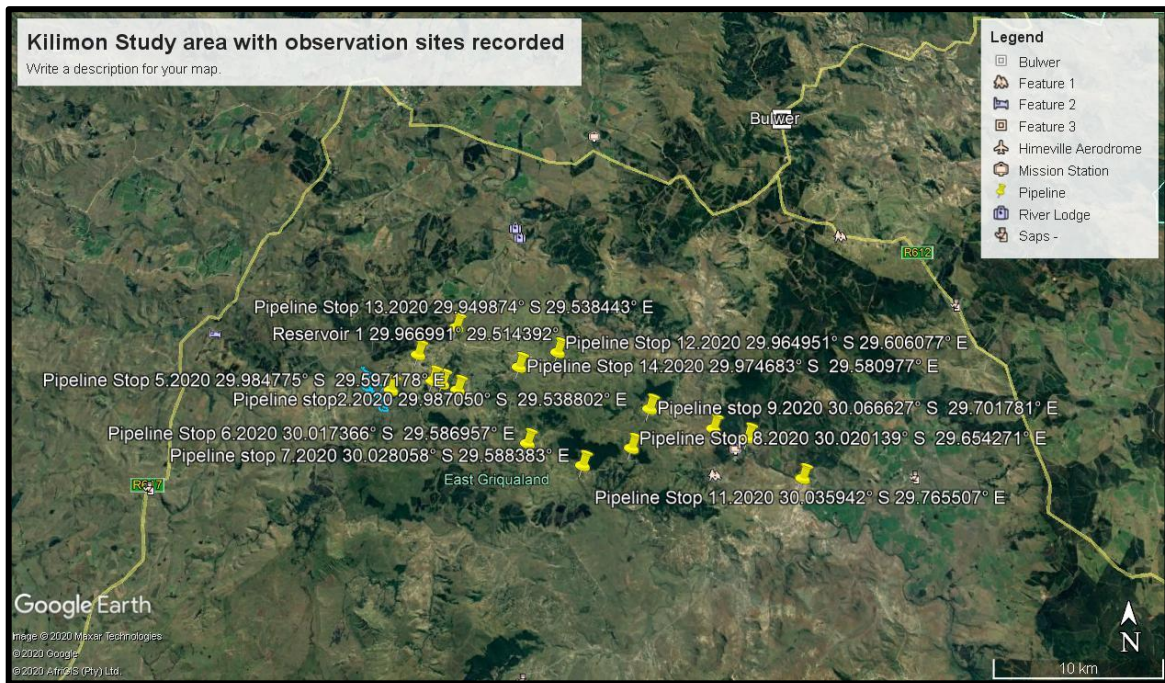 Kilimon Study area with observation sites recorded
Write a description for your map.
Legend
Bulwer
Feature 1
Feature 2
Feature 3
Himeville Aerodrome
Mission Station
Pipeline
River Lodge
Saps -
Bulwer
R612
Pipeline Stop 13.2020 29.949874° S 29.538443° E
Reservoir 1 29.966991° 29.514392°
Pipeline Stop 12.2020 29.964951° S 29.606077° E
Pipeline Stop 14.2020 29.974683° S 29.580977° E
Pipeline Stop 5.2020 29.984775° S 29.597178° E
Pipeline stop2.2020 29.987050° S 29.538802° E
Pipeline stop 9.2020 30.066627° S 29.701781° E
Pipeline Stop 6.2020 30.017366° S 29.586957° E
Pipeline Stop 8.2020 30.020139° S 29.654271° E
Pipeline stop 7.2020 30.028058° S 29.588383° E
East Griqualand
R617
Pipeline Stop 11.2020 30.035942° S 29.765507° E
Google Earth
Image © 2020 Maxar Technologies
© 2020 Google
© 2020 AfriGIS (Pty) Ltd.
N
10 km